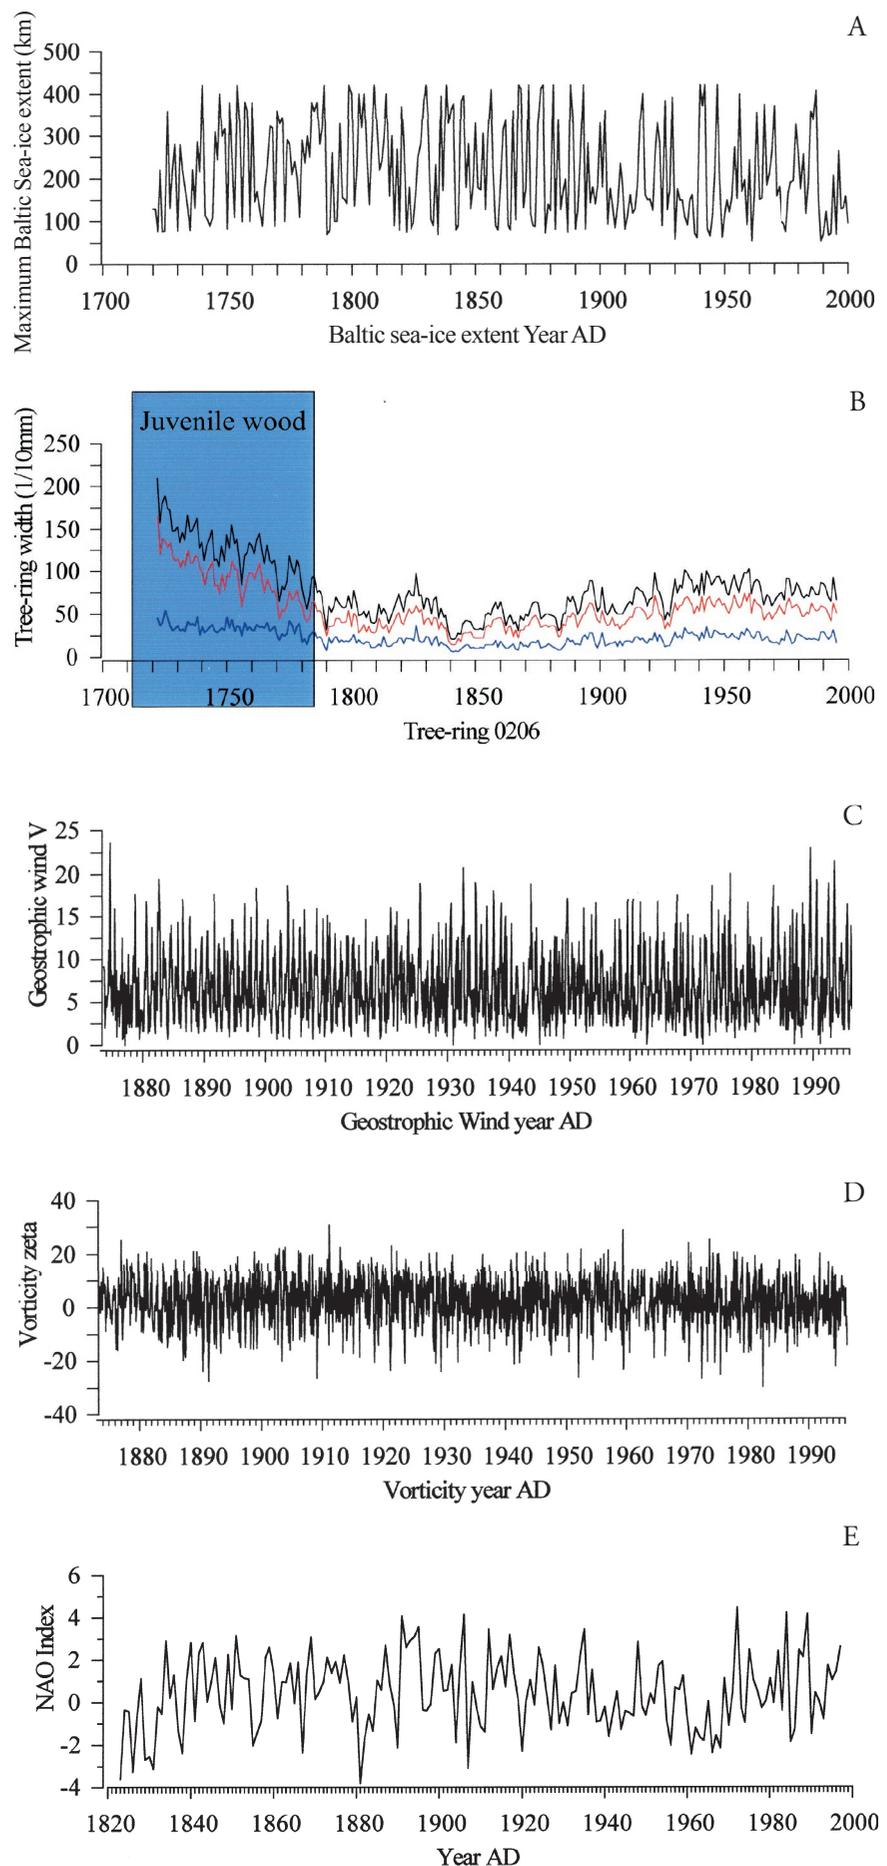 A
Maximum Baltic Sea-ice extent (km)
500
400
300
200
100
0
1700 1750 1800 1850 1900 1950 2000
Baltic sea-ice extent Year AD
B
Juvenile wood
Tree-ring width (1/10mm)
250
200
150
100
50
0
1700 1750 1800 1850 1900 1950 2000
Tree-ring 0206
C
Geostrophic wind V
25
20
15
10
5
0
1880 1890 1900 1910 1920 1930 1940 1950 1960 1970 1980 1990
Geostrophic Wind year AD
D
Vorticity zeta
40
20
0
-20
-40
1880 1890 1900 1910 1920 1930 1940 1950 1960 1970 1980 1990
Vorticity year AD
E
NAO Index
6
4
2
0
-2
-4
1820 1840 1860 1880 1900 1920 1940 1960 1980 2000
Year AD